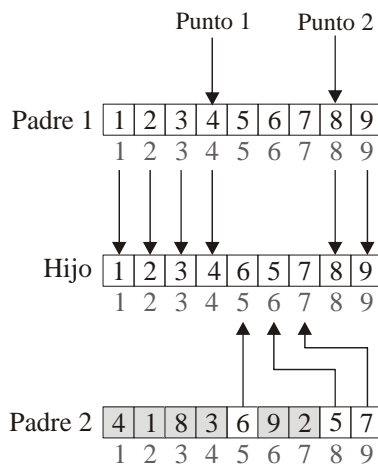 Punto 1 Punto 2
Padre 1 1 2 3 4 5 6 7 8 9
1 2 3 4 5 6 7 8 9
Hijo 1 2 3 4 6 5 7 8 9
1 2 3 4 5 6 7 8 9
Padre 2 4 1 8 3 6 9 2 5 7
1 2 3 4 5 6 7 8 9